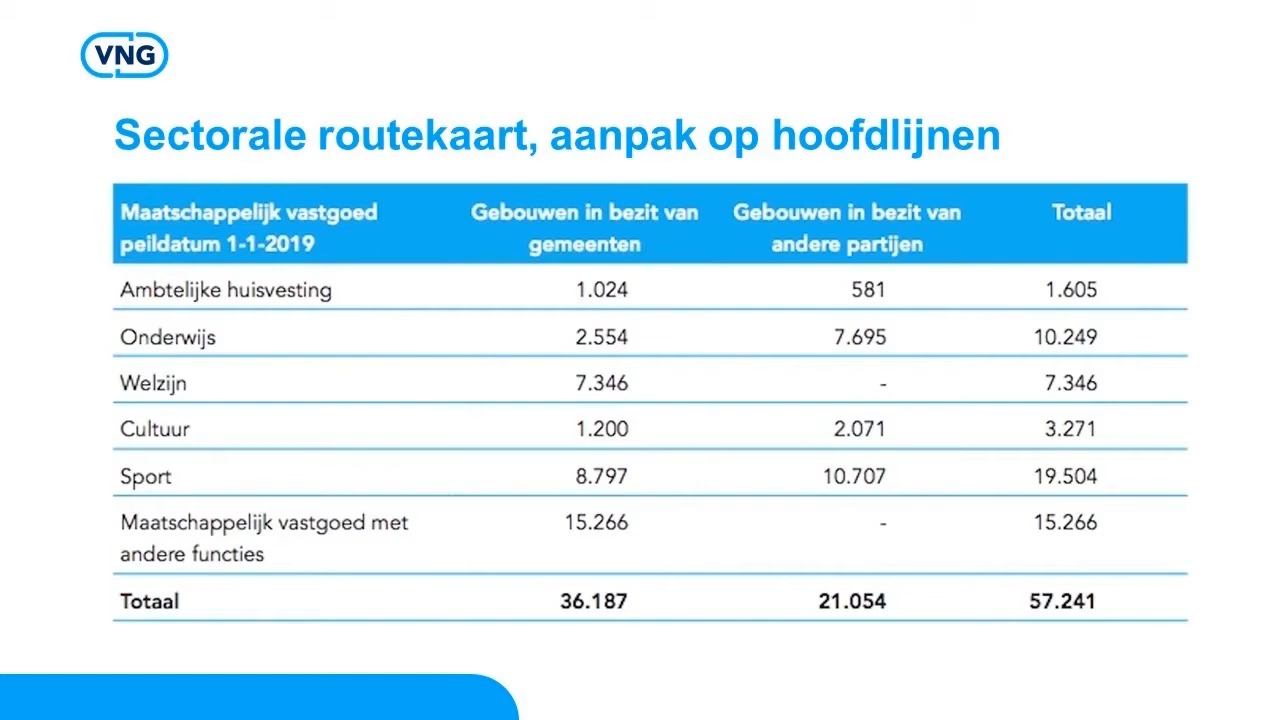 VNG
Sectorale routekaart, aanpak op hoofdlijnen
Maatschappelijk vastgoed Gebouwen in bezit van Gebouwen in bezit van Totaal
peildatum 1-1-2019 gemeenten andere partijen
Ambtelijke huisvesting 1.024 581 1.605
Onderwijs 2.554 7.695 10.249
Welzijn 7.346 - 7.346
Cultuur 1.200 2.071 3.271
Sport 8.797 10.707 19.504
Maatschappelijk vastgoed met 15.266 - 15.266
andere functies
Totaal 36.187 21.054 57.241